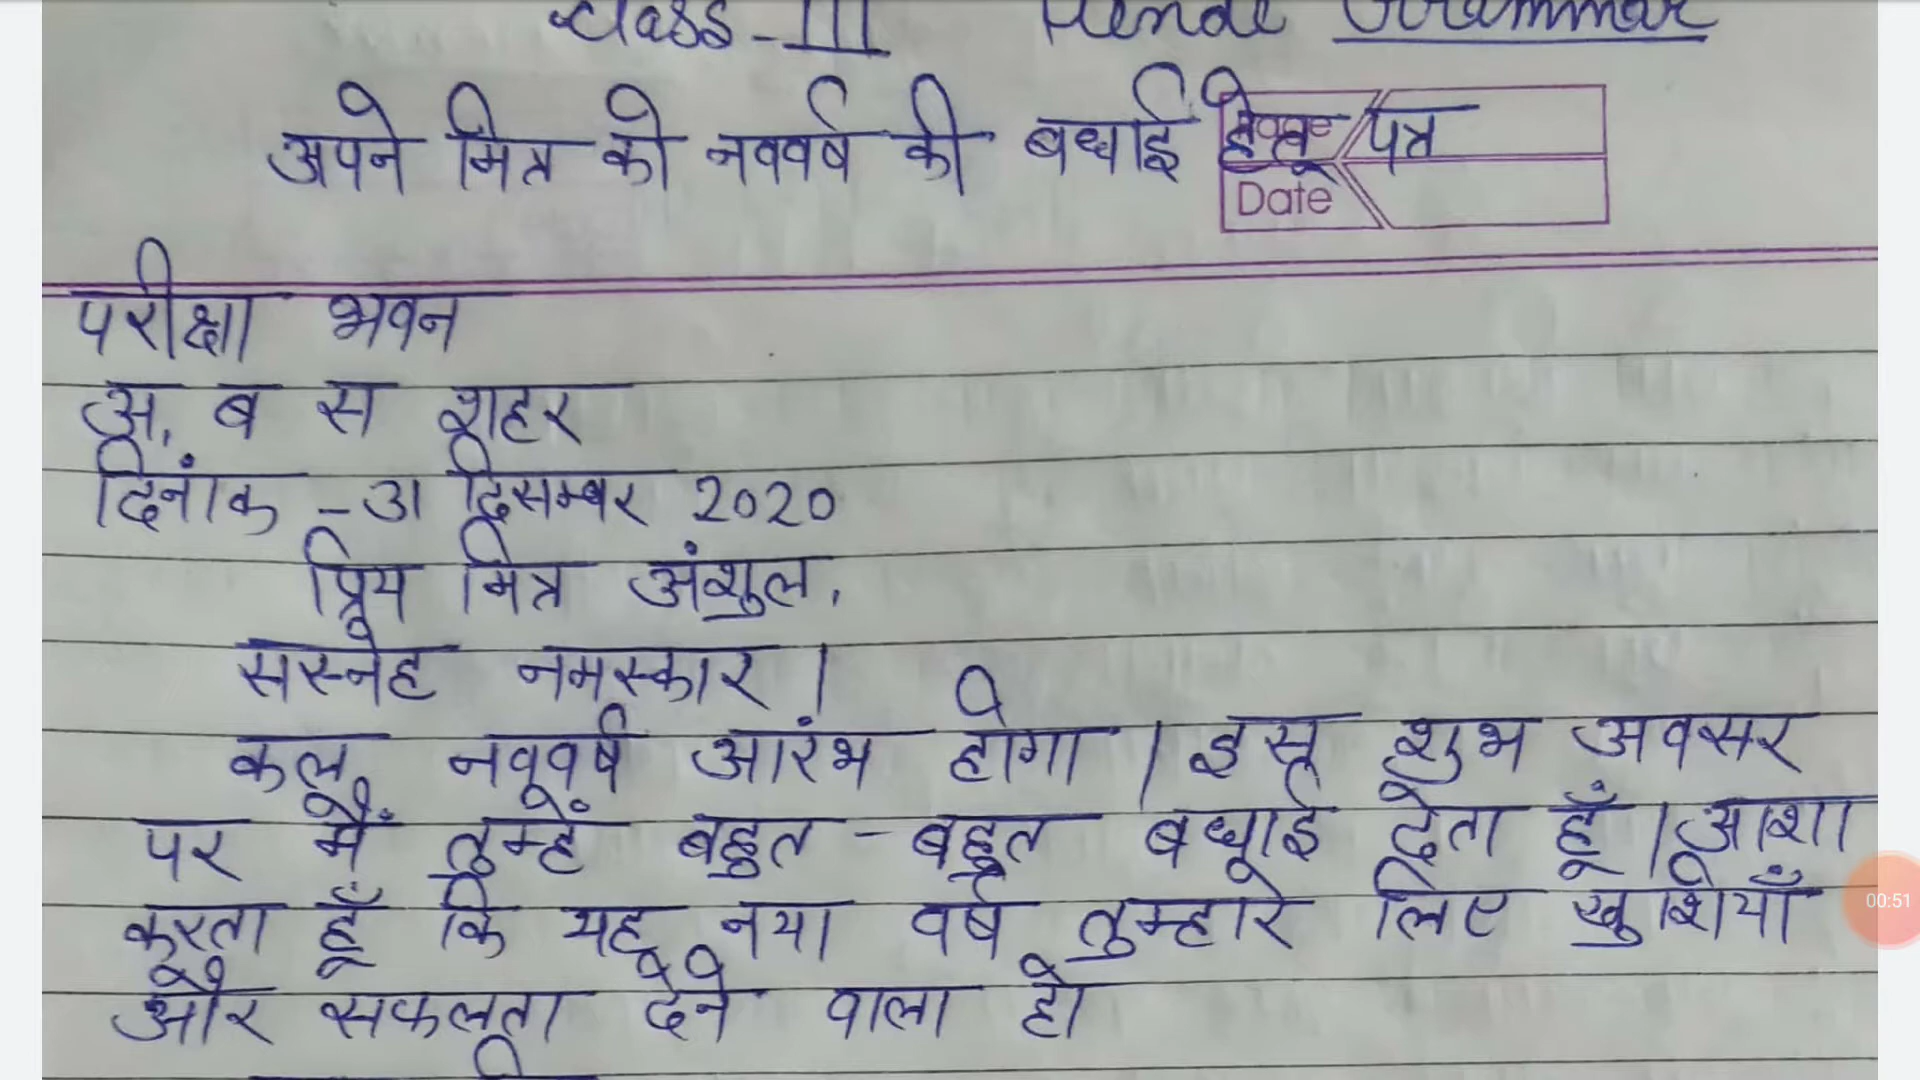 Class-III Hindi Grammar
अपने मित्र को नववर्ष की बधाई हेतु पत्र
Date
परीक्षा भवन
अ, ब स शहर
दिनांक -31 दिसम्बर 2020
प्रिय मित्र अंशुल,
सस्नेह नमस्कार।
कल नववर्ष आरंभ होगा। इस शुभ अवसर
पर मैं तुम्हें बहुत-बहुत बधाई देता हूँ। आशा
करता हूँ कि यह नया वर्ष तुम्हारे लिए खुशियाँ
00:51
और सफलता देने वाला हो